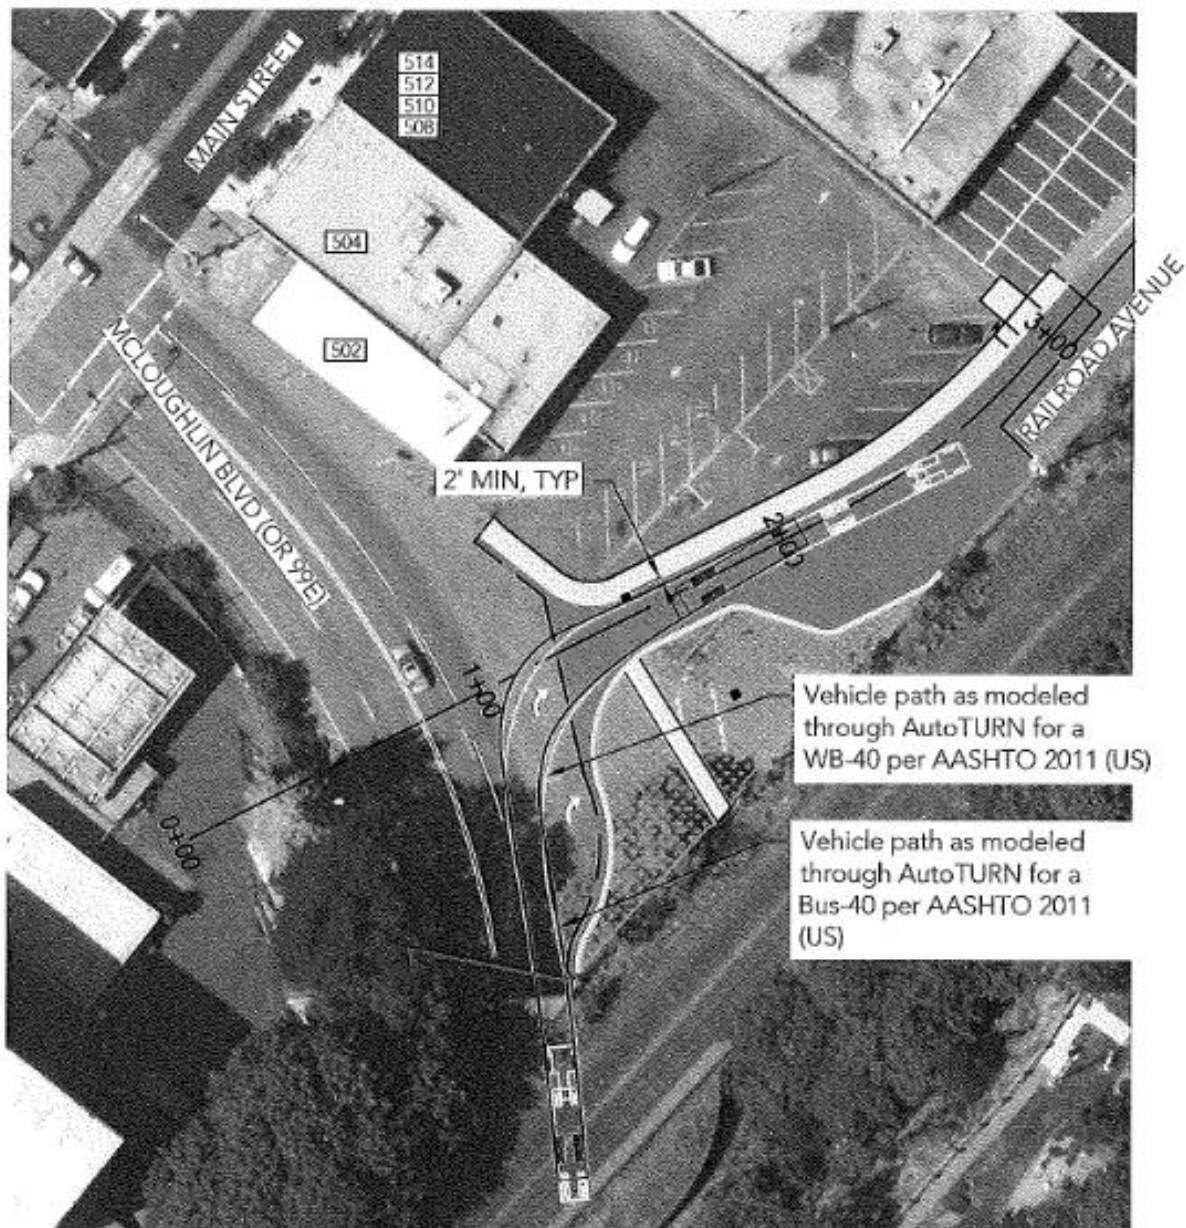 MAIN STREET
514
512
510
508
504
502
MCLOUGHLIN BLVD (OR 99E)
3+00
RAILROAD AVENUE
2' MIN, TYP
2+00
1+00
0+00
Vehicle path as modeled
through AutoTURN for a
WB-40 per AASHTO 2011 (US)
Vehicle path as modeled
through AutoTURN for a
Bus-40 per AASHTO 2011
(US)